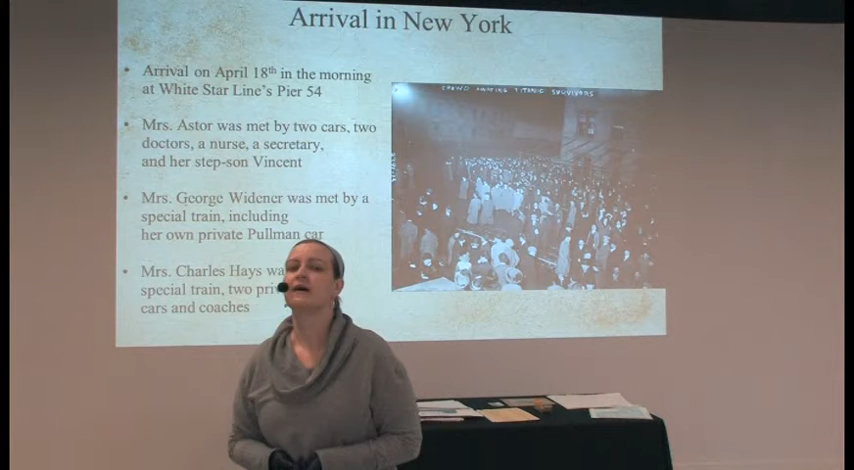 Arrival in New York
• Arrival on April 18th in the morning
at White Star Line's Pier 54
• Mrs. Astor was met by two cars, two
doctors, a nurse, a secretary,
and her step-son Vincent
• Mrs. George Widener was met by a
special train, including
her own private Pullman car
• Mrs. Charles Hays
special train, two
cars and coaches
CROWD AWAITING TITANIC SURVIVORS